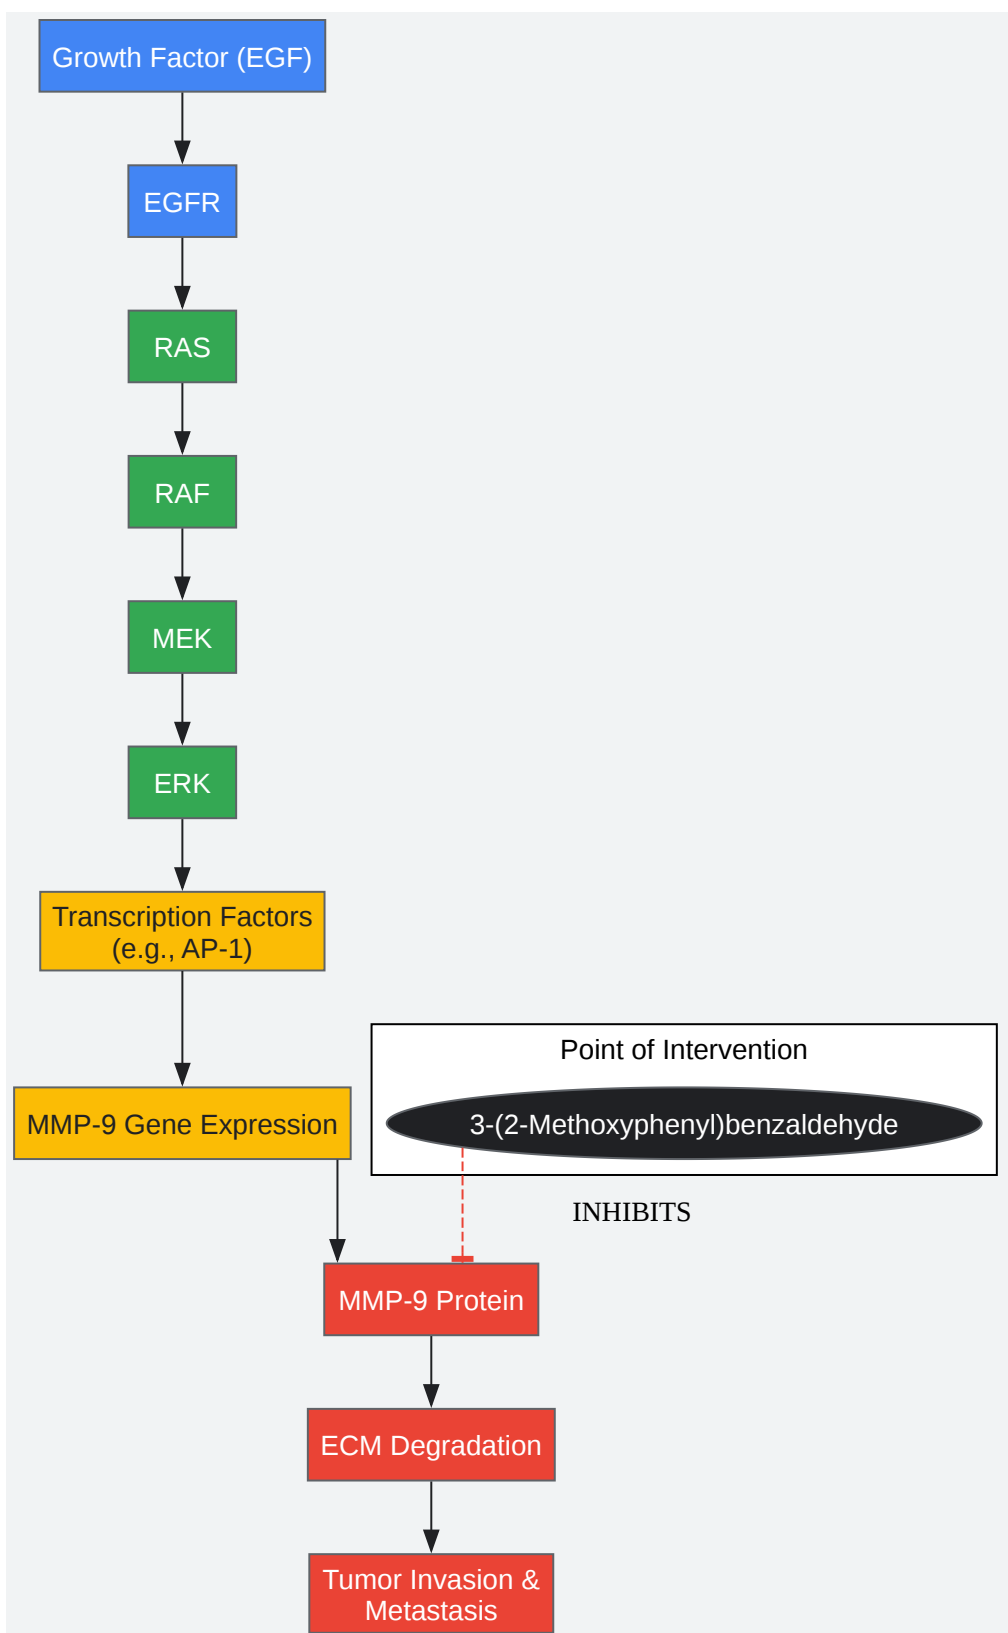 Growth Factor (EGF)
EGFR
RAS
RAF
MEK
ERK
Transcription Factors
(e.g., AP-1)
Point of Intervention
MMP-9 Gene Expression
3-(2-Methoxyphenyl)benzaldehyde
INHIBITS
MMP-9 Protein
ECM Degradation
Tumor Invasion &
Metastasis